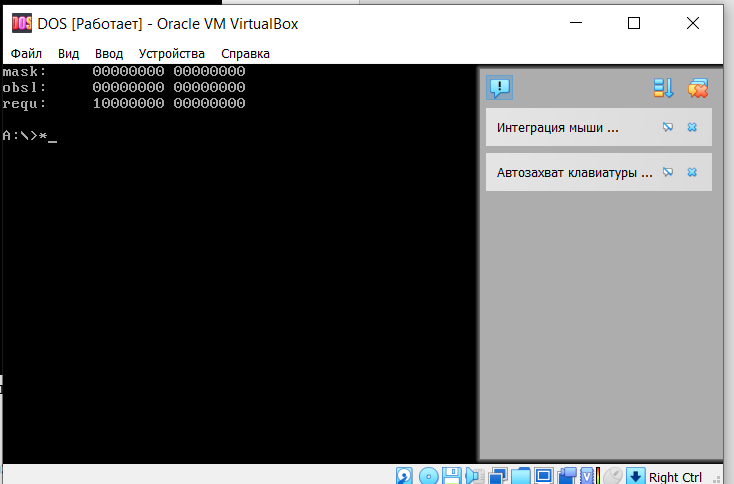 DOS [Работает] - Oracle VM VirtualBox
Файл Вид Ввод Устройства Справка
mask: 00000000 00000000
obsl: 00000000 00000000
requ: 10000000 00000000
A:\>*_
Интеграция мыши ...
Автозахват клавиатуры ...
Right Ctrl